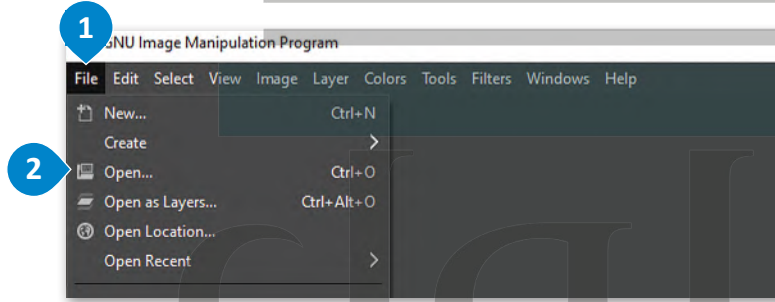 1
GNU Image Manipulation Program
File Edit Select View Image Layer Colors Tools Filters Windows Help
New... Ctrl+N
Create
2
Open... Ctrl+O
Open as Layers... Ctrl+Alt+O
Open Location...
Open Recent